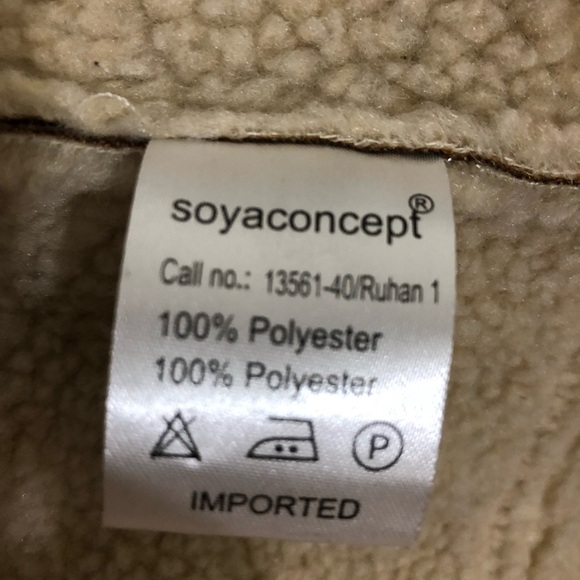 soyaconcept®
Call no.: 13561-40/Ruhan 1
100% Polyester
100% Polyester
P
IMPORTED